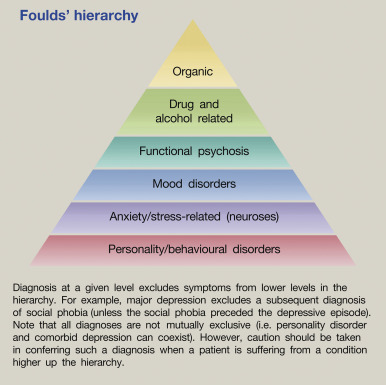 Foulds’ hierarchy
Organic
Drug and
alcohol related
Functional psychosis
Mood disorders
Anxiety/stress-related (neuroses)
Personality/behavioural disorders
Diagnosis at a given level excludes symptoms from lower levels in the
hierarchy. For example, major depression excludes a subsequent diagnosis
of social phobia (unless the social phobia preceded the depressive episode).
Note that all diagnoses are not mutually exclusive (i.e. personality disorder
and comorbid depression can coexist). However, caution should be taken
in conferring such a diagnosis when a patient is suffering from a condition
higher up the hierarchy.